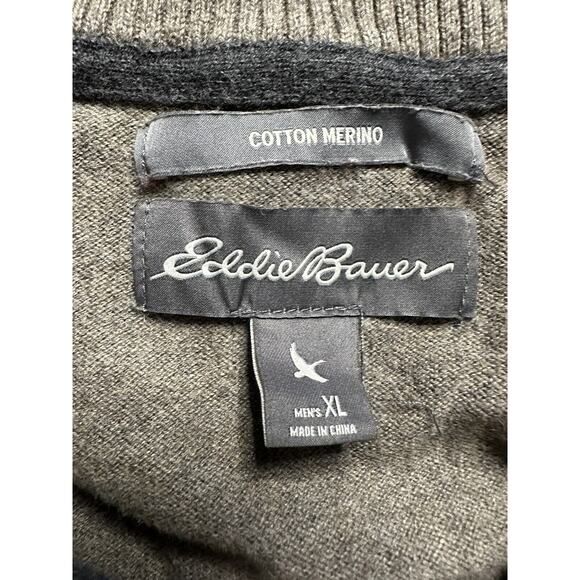 COTTON MERINO
Eddie Bauer
MEN'S XL
MADE IN CHINA